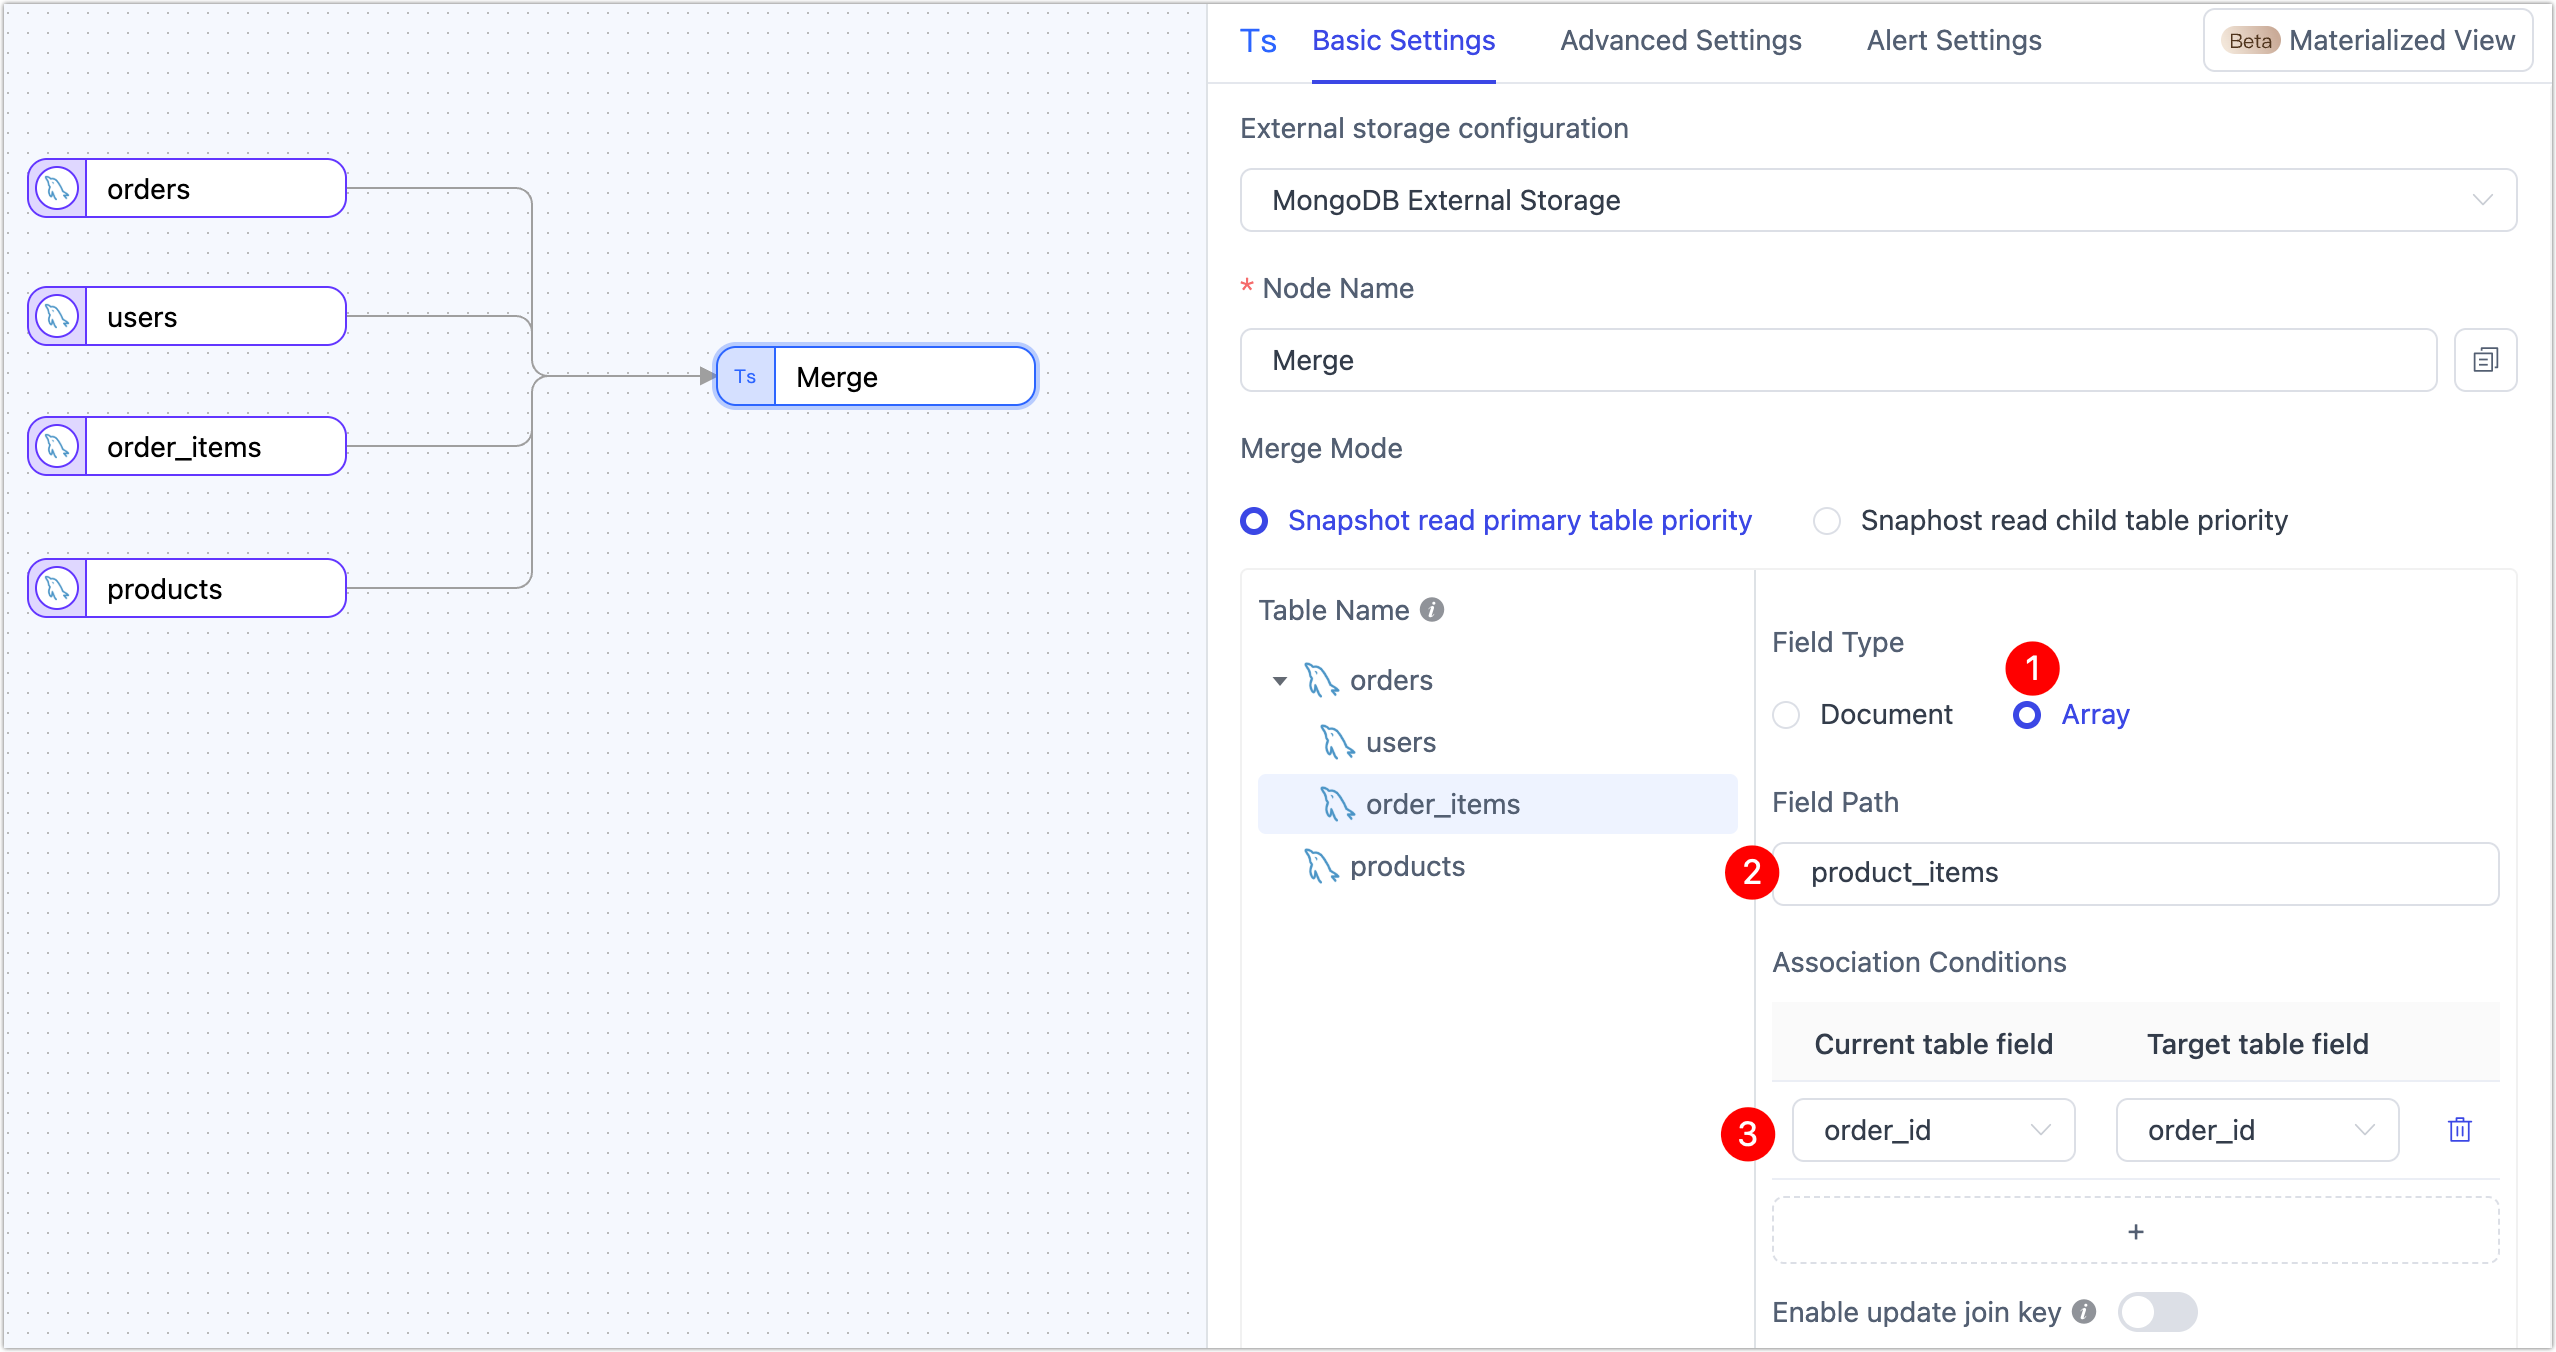 orders
users
order_items
products
Ts Merge
Ts Basic Settings Advanced Settings Alert Settings Beta Materialized View
External storage configuration
MongoDB External Storage
* Node Name
Merge
Merge Mode
Snapshot read primary table priority Snaphost read child table priority
Table Name i
orders
users
order_items
products
Field Type
1
Document Array
Field Path
2 product_items
Association Conditions
Current table field Target table field
3 order_id order_id
+
Enable update join key i